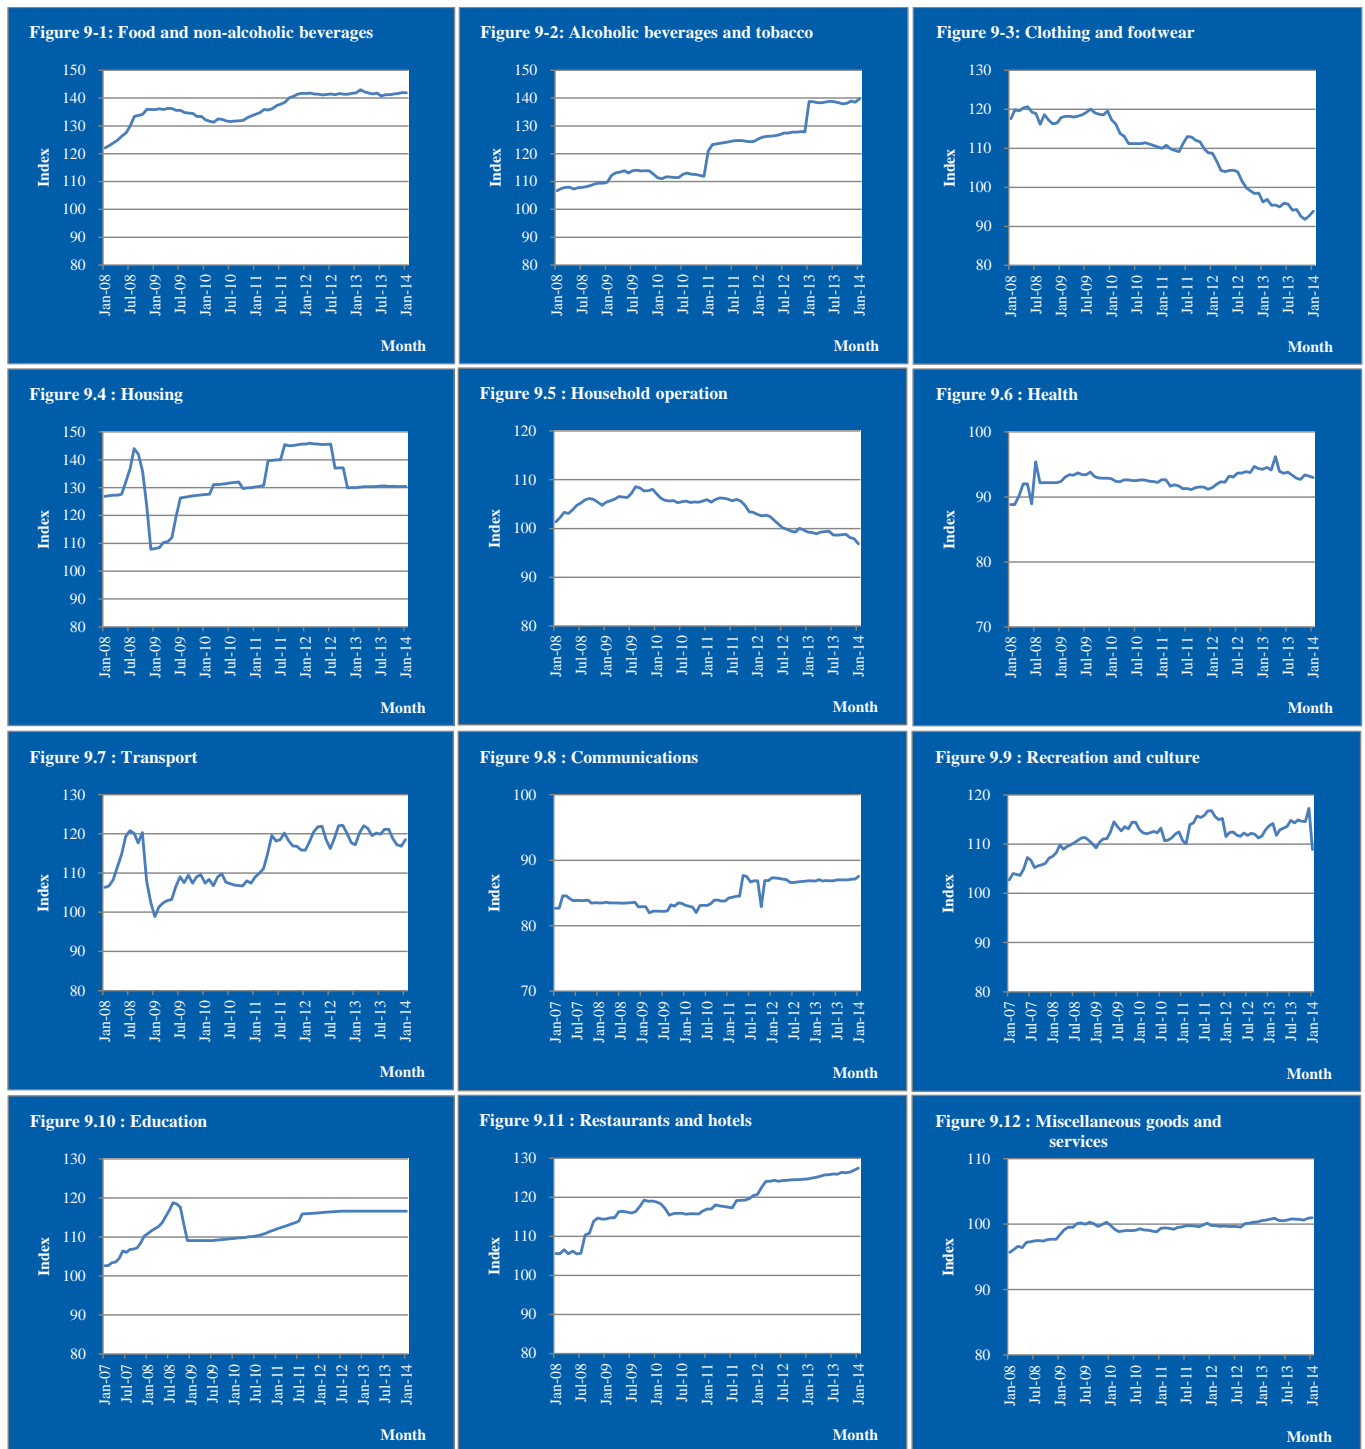 Figure 9-1: Food and non-alcoholic beverages
150
140
130
120
110
100
90
80
Index
Jan-08
Jul-08
Jan-09
Jul-09
Jan-10
Jul-10
Jan-11
Jul-11
Jan-12
Jul-12
Jan-13
Jul-13
Jan-14
Month
Figure 9-2: Alcoholic beverages and tobacco
150
140
130
120
110
100
90
80
Index
Jan-08
Jul-08
Jan-09
Jul-09
Jan-10
Jul-10
Jan-11
Jul-11
Jan-12
Jul-12
Jan-13
Jul-13
Jan-14
Month
Figure 9-3: Clothing and footwear
130
120
110
100
90
80
Index
Jan-08
Jul-08
Jan-09
Jul-09
Jan-10
Jul-10
Jan-11
Jul-11
Jan-12
Jul-12
Jan-13
Jul-13
Jan-14
Month
Figure 9.4 : Housing
150
140
130
120
110
100
90
80
Index
Jan-08
Jul-08
Jan-09
Jul-09
Jan-10
Jul-10
Jan-11
Jul-11
Jan-12
Jul-12
Jan-13
Jul-13
Jan-14
Month
Figure 9.5 : Household operation
120
110
100
90
80
Index
Jan-08
Jul-08
Jan-09
Jul-09
Jan-10
Jul-10
Jan-11
Jul-11
Jan-12
Jul-12
Jan-13
Jul-13
Jan-14
Month
Figure 9.6 : Health
100
90
80
70
Index
Jan-08
Jul-08
Jan-09
Jul-09
Jan-10
Jul-10
Jan-11
Jul-11
Jan-12
Jul-12
Jan-13
Jul-13
Jan-14
Month
Figure 9.7 : Transport
130
120
110
100
90
80
Index
Jan-08
Jul-08
Jan-09
Jul-09
Jan-10
Jul-10
Jan-11
Jul-11
Jan-12
Jul-12
Jan-13
Jul-13
Jan-14
Month
Figure 9.8 : Communications
100
90
80
70
Index
Jan-07
Jul-07
Jan-08
Jul-08
Jan-09
Jul-09
Jan-10
Jul-10
Jan-11
Jul-11
Jan-12
Jul-12
Jan-13
Jul-13
Jan-14
Month
Figure 9.9 : Recreation and culture
120
110
100
90
80
Index
Jan-07
Jul-07
Jan-08
Jul-08
Jan-09
Jul-09
Jan-10
Jul-10
Jan-11
Jul-11
Jan-12
Jul-12
Jan-13
Jul-13
Jan-14
Month
Figure 9.10 : Education
130
120
110
100
90
80
Index
Jan-07
Jul-07
Jan-08
Jul-08
Jan-09
Jul-09
Jan-10
Jul-10
Jan-11
Jul-11
Jan-12
Jul-12
Jan-13
Jul-13
Jan-14
Month
Figure 9.11 : Restaurants and hotels
130
120
110
100
90
80
Index
Jan-08
Jul-08
Jan-09
Jul-09
Jan-10
Jul-10
Jan-11
Jul-11
Jan-12
Jul-12
Jan-13
Jul-13
Jan-14
Month
Figure 9.12 : Miscellaneous goods and
services
110
100
90
80
Index
Jan-08
Jul-08
Jan-09
Jul-09
Jan-10
Jul-10
Jan-11
Jul-11
Jan-12
Jul-12
Jan-13
Jul-13
Jan-14
Month